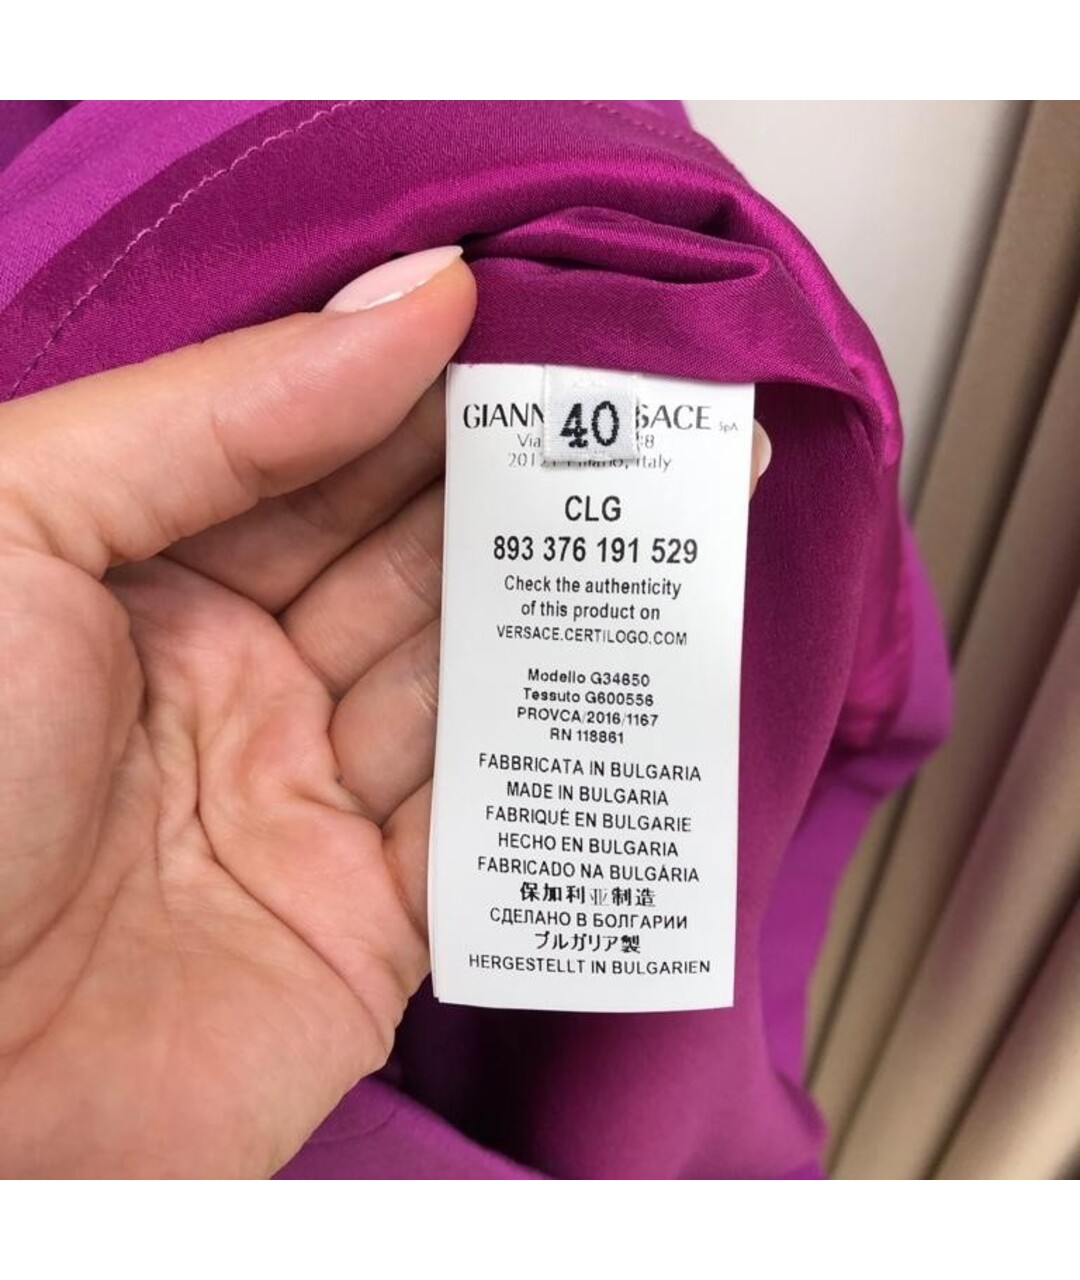 40
SpA
Via
Italy
CLG
893 376 191 529
Check the authenticity
of this product on
VERSACE.CERTILOGO.COM
Modello G34650
Tessuto G600556
PROVCA/2016/1167
RN 118861
FABBRICATA IN BULGARIA
MADE IN BULGARIA
FABRIQUÉ EN BULGARIE
HECHO EN BULGARIA
FABRICADO NA BULGÁRIA
保加利亚制造
СДЕЛАНО В БОЛГАРИИ
ブルガリア製
HERGESTELLT IN BULGARIEN